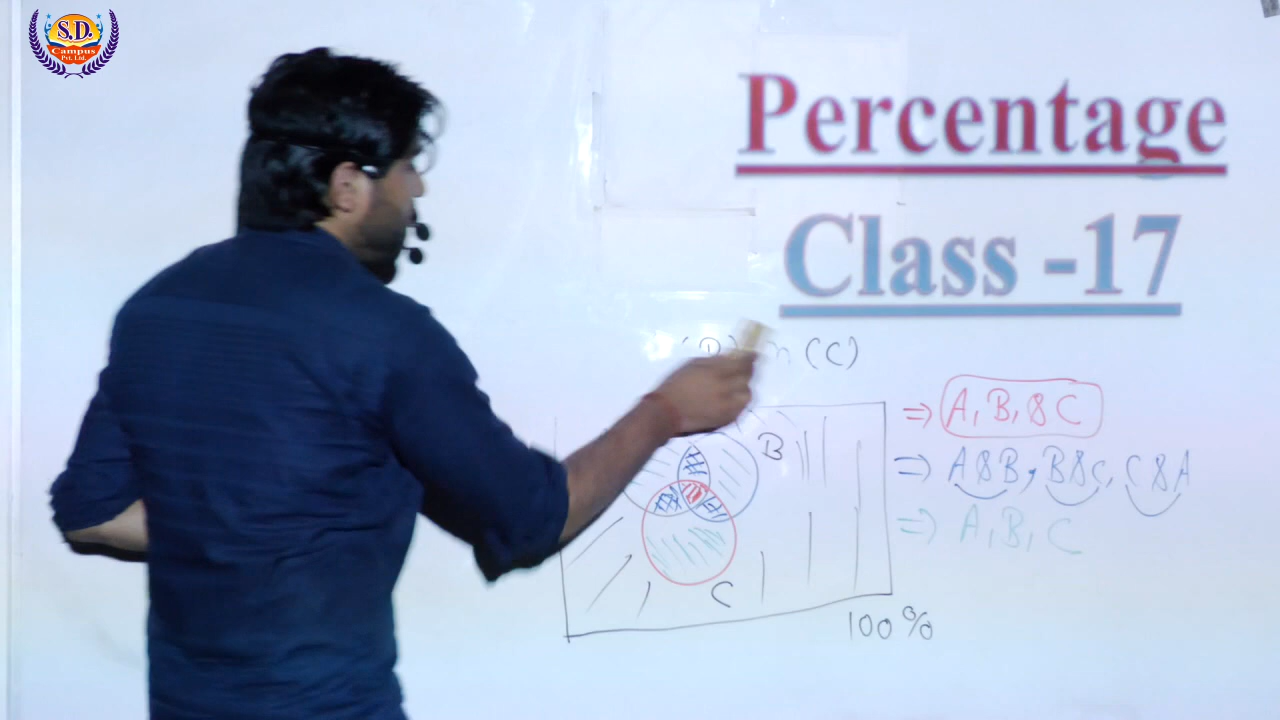 S.D.
Campus
Pvt. Ltd.
Percentage
Class -17
(B) n (C)
⇒ A, B, & C
B
⇒ A & B, B & C, C & A
⇒ A, B, C
C
100%